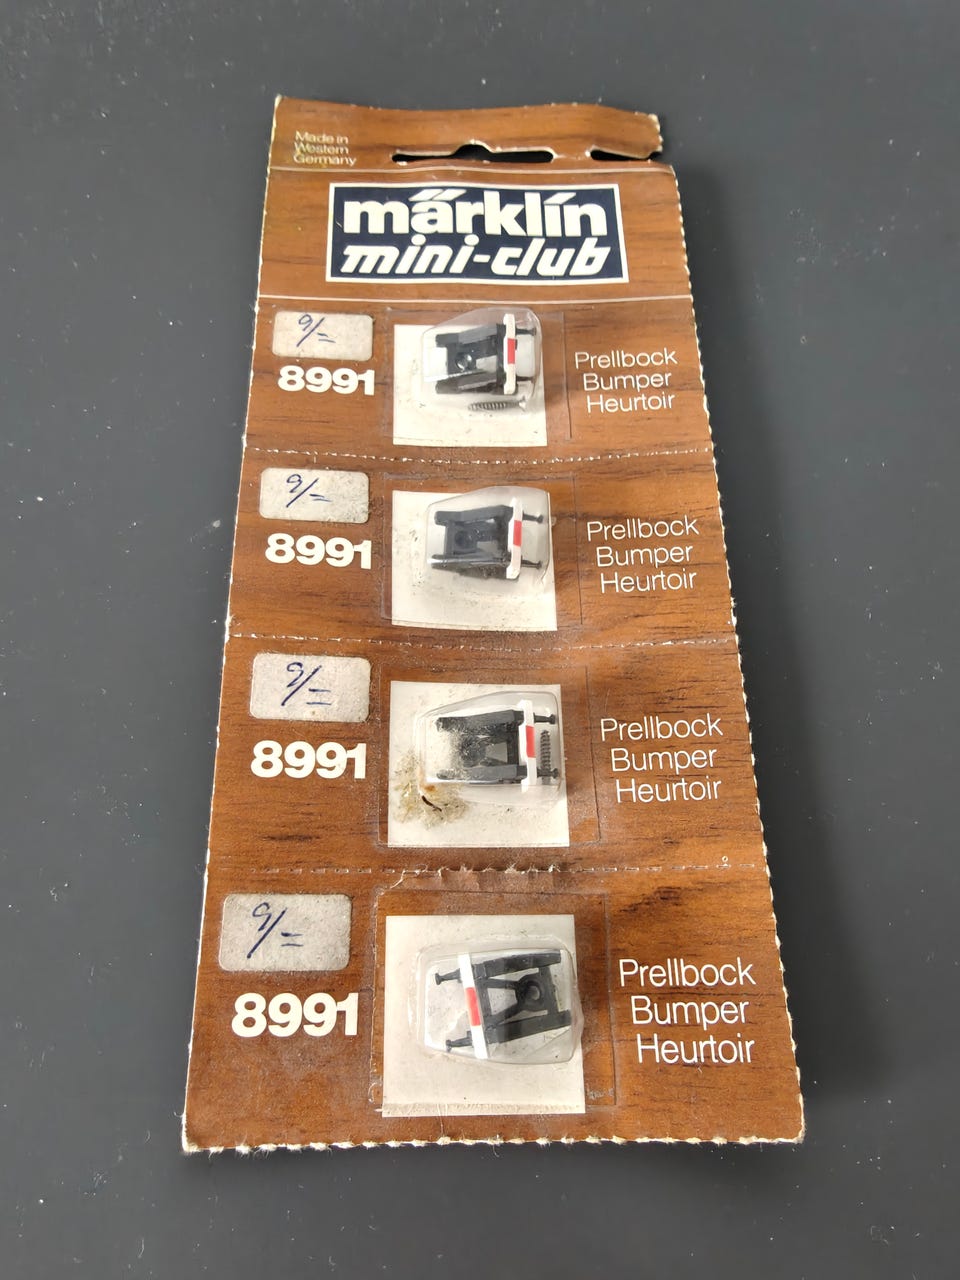 Made in
Western
Germany
märklin
mini-club
9/=
8991
Prellbock
Bumper
Heurtoir
9/=
8991
Prellbock
Bumper
Heurtoir
9/=
8991
Prellbock
Bumper
Heurtoir
9/=
8991
Prellbock
Bumper
Heurtoir